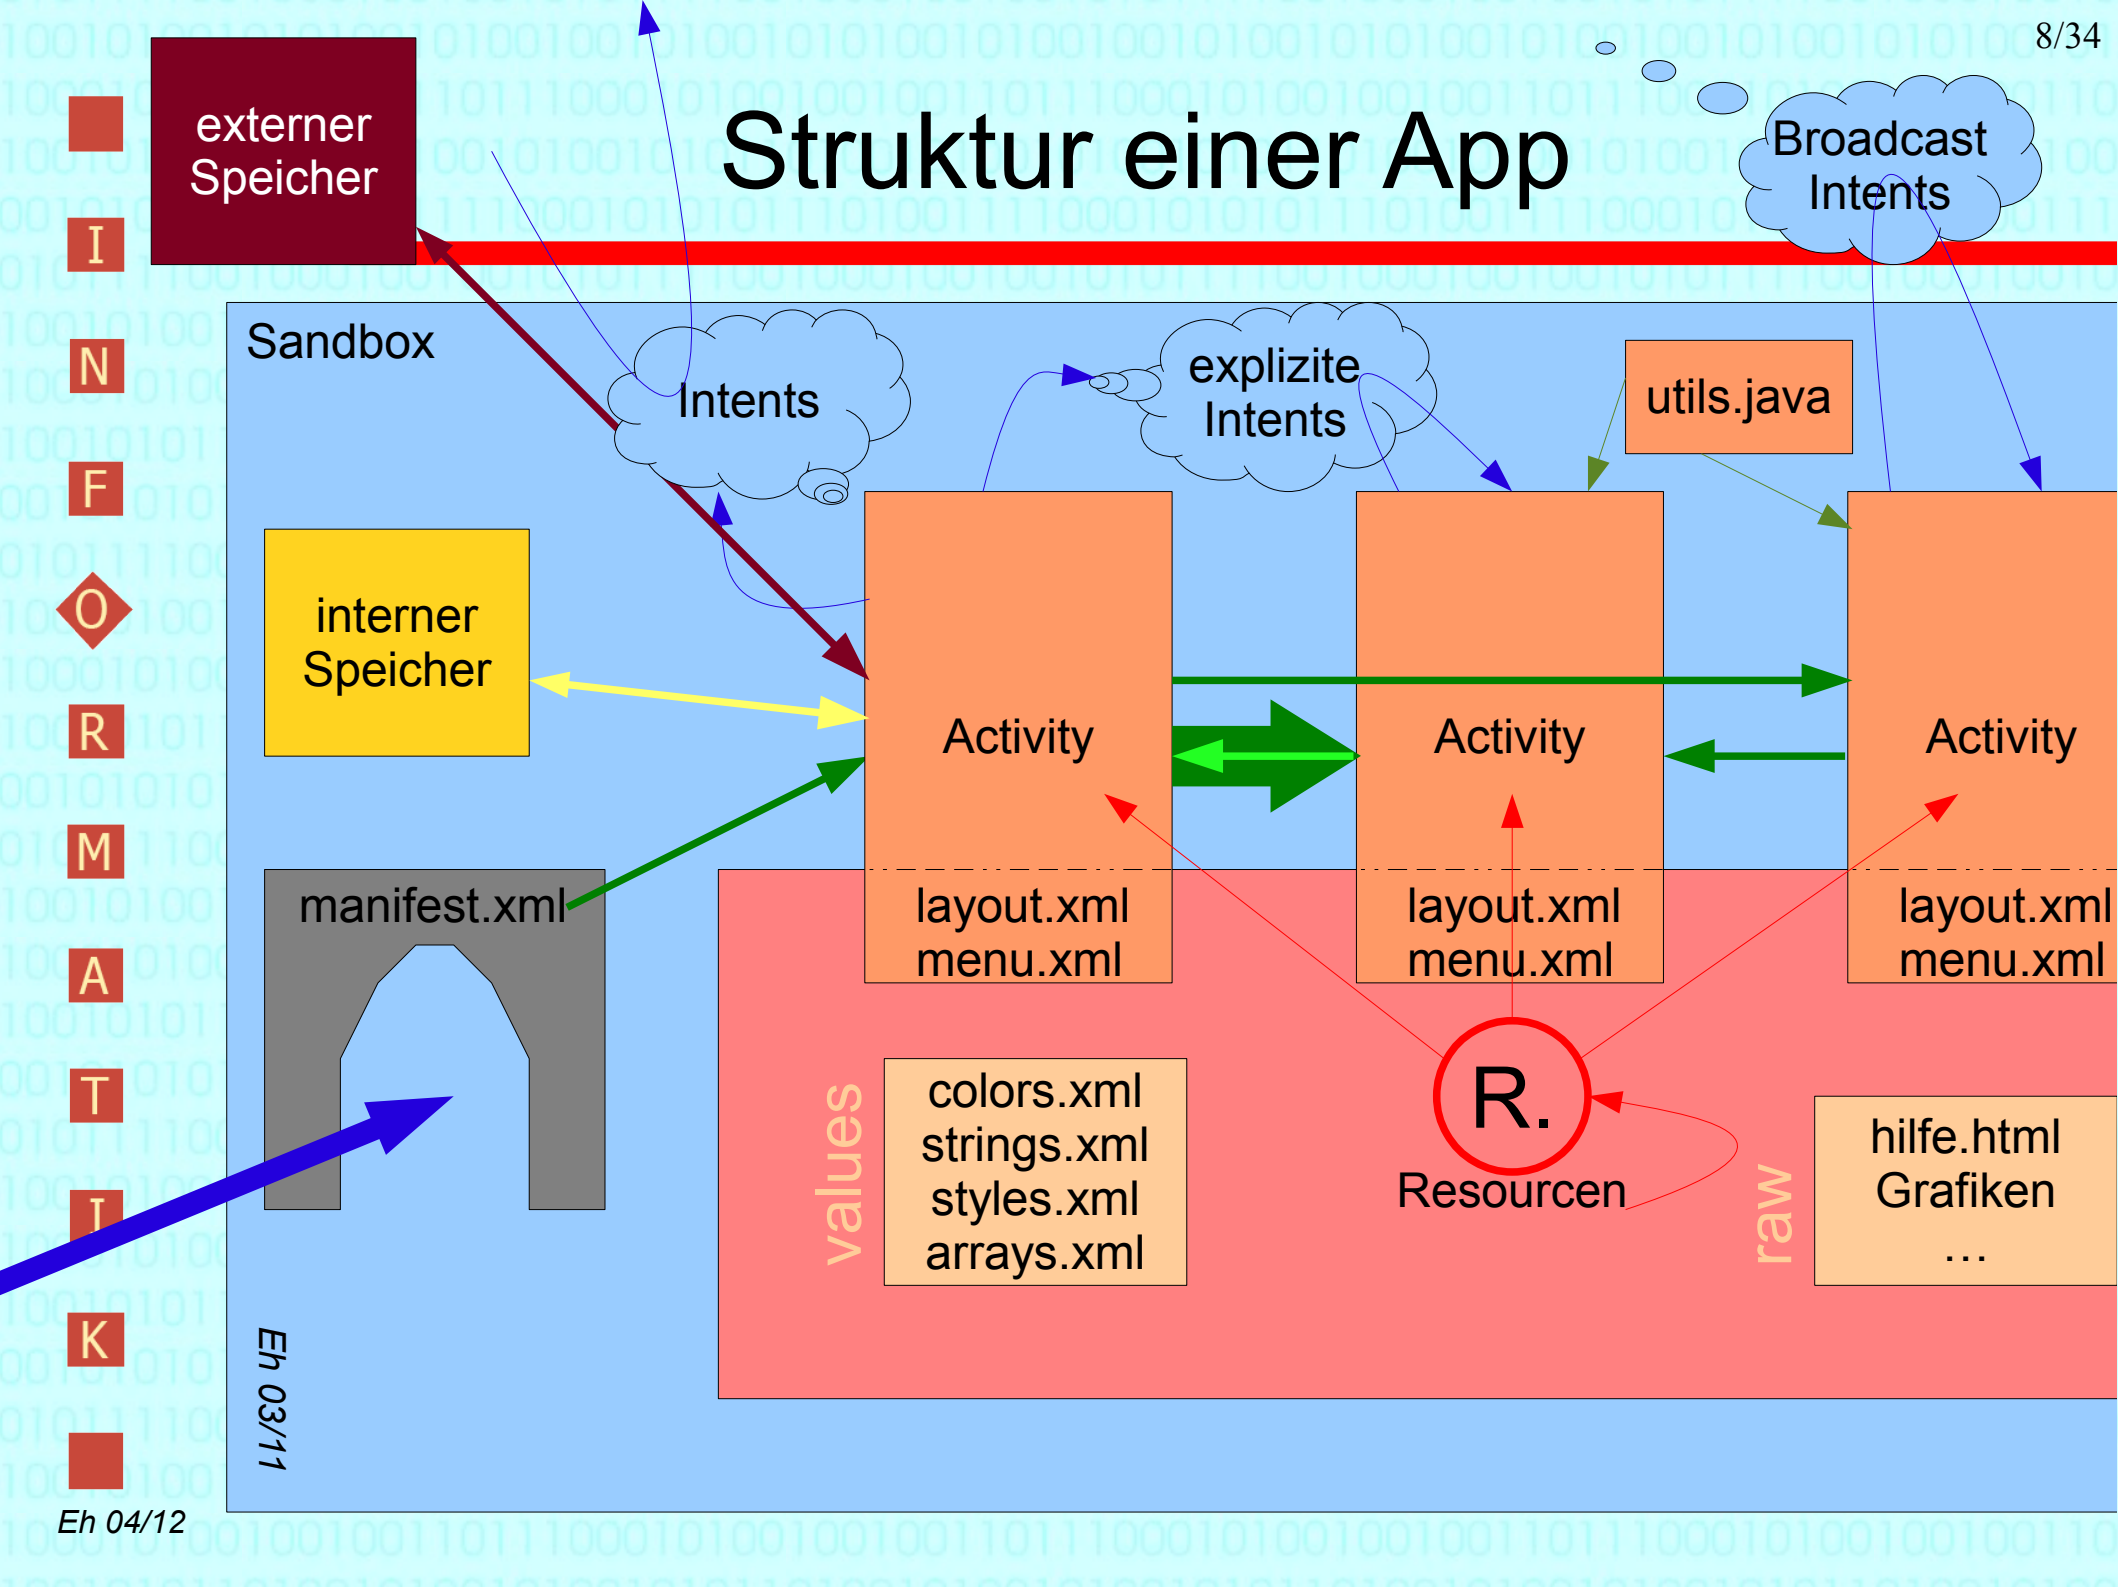 8/34
externer
Speicher
Struktur einer App
Broadcast
Intents
I
N
F
O
R
M
A
T
I
K
Sandbox
Intents
explizite
Intents
utils.java
interner
Speicher
Activity
Activity
Activity
manifest.xml
layout.xml
menu.xml
layout.xml
menu.xml
layout.xml
menu.xml
values
colors.xml
strings.xml
styles.xml
arrays.xml
R.
Resourcen
raw
hilfe.html
Grafiken
…
Eh 03/11
Eh 04/12